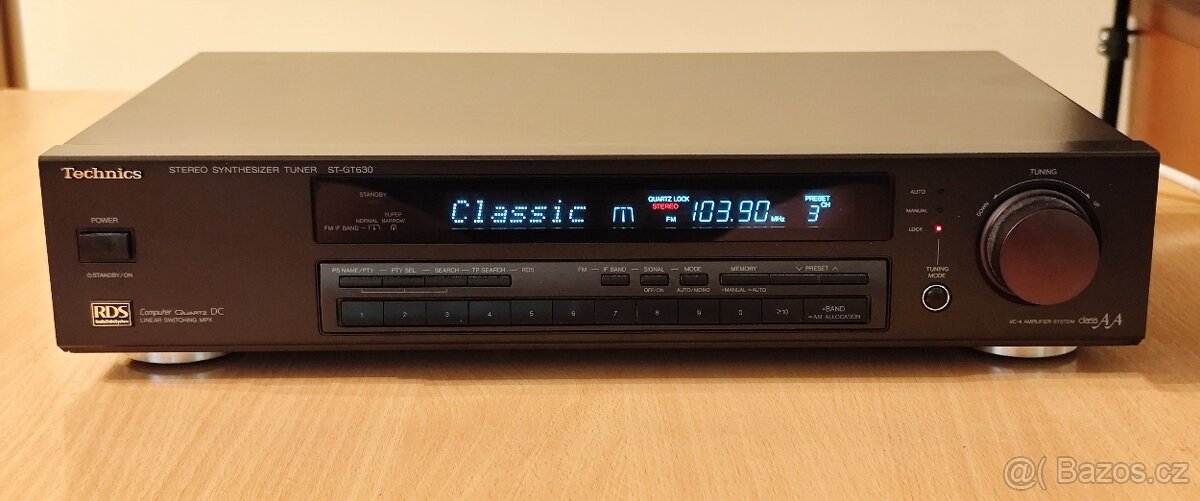 Technics
STEREO SYNTHESIZER TUNER ST-GT630
POWER
STANDBY/ON
RDS
Computer QUARTZ DC
LINEAR SWITCHING MPX
STANDBY
SUPER
NORMAL NARROW
FM IF BAND
Classic m
QUARTZ LOCK
STEREO
FM 103.90 MHz
PRESET
3 CH
PS NAME/PTY PTY SEL SEARCH TP SEARCH RDS
FM IF BAND SIGNAL MODE MEMORY PRESET
OFF/ON AUTO/MONO MANUAL AUTO
1 2 3 4 5 6 7 8 9 0 ≥10 BAND
AM ALLOCATION
AUTO
MANUAL
LOCK
TUNING
MODE
TUNING
DOWN UP
VC-4 AMPLIFIER SYSTEM class AA
@( Bazoš.cz